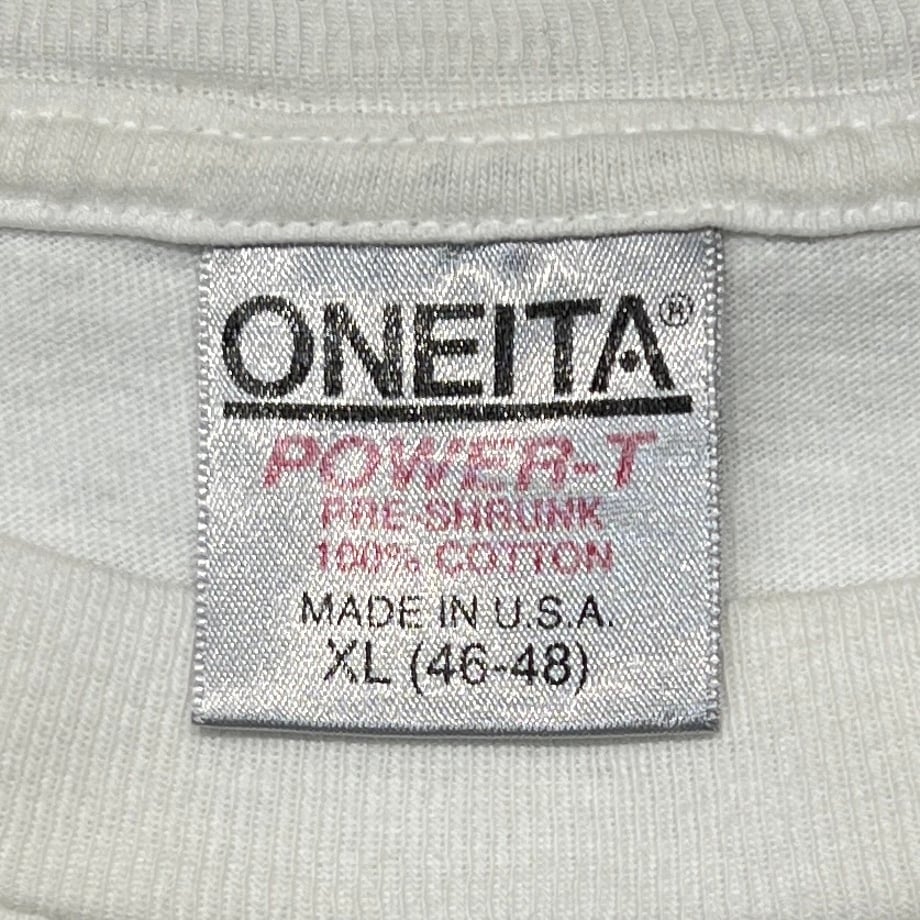 ONEITA®
POWER-T
PRE-SHRUNK
100% COTTON
MADE IN U.S.A.
XL (46-48)